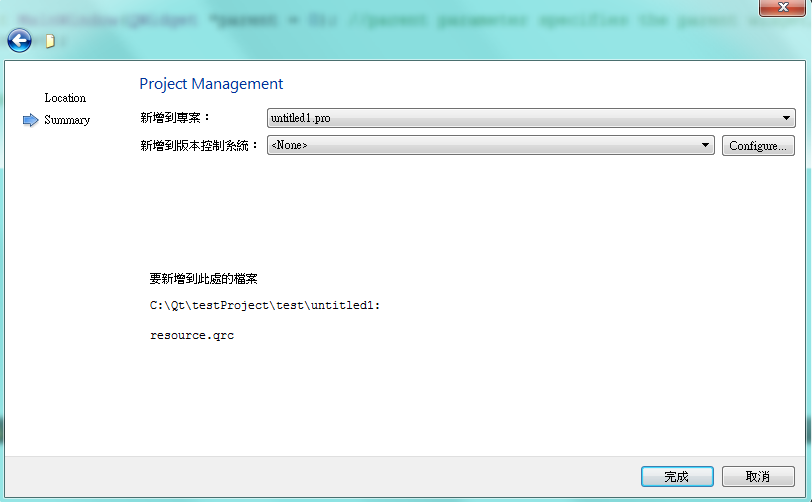 MainWindow(QWidget *parent = 0); //parent parameter specifies the parent
Project Management
Location
Summary
新增到專案：
untitled1.pro
新增到版本控制系統：
<None>
Configure...
要新增到此處的檔案
C:\Qt\testProject\test\untitled1:
resource.qrc
完成
取消